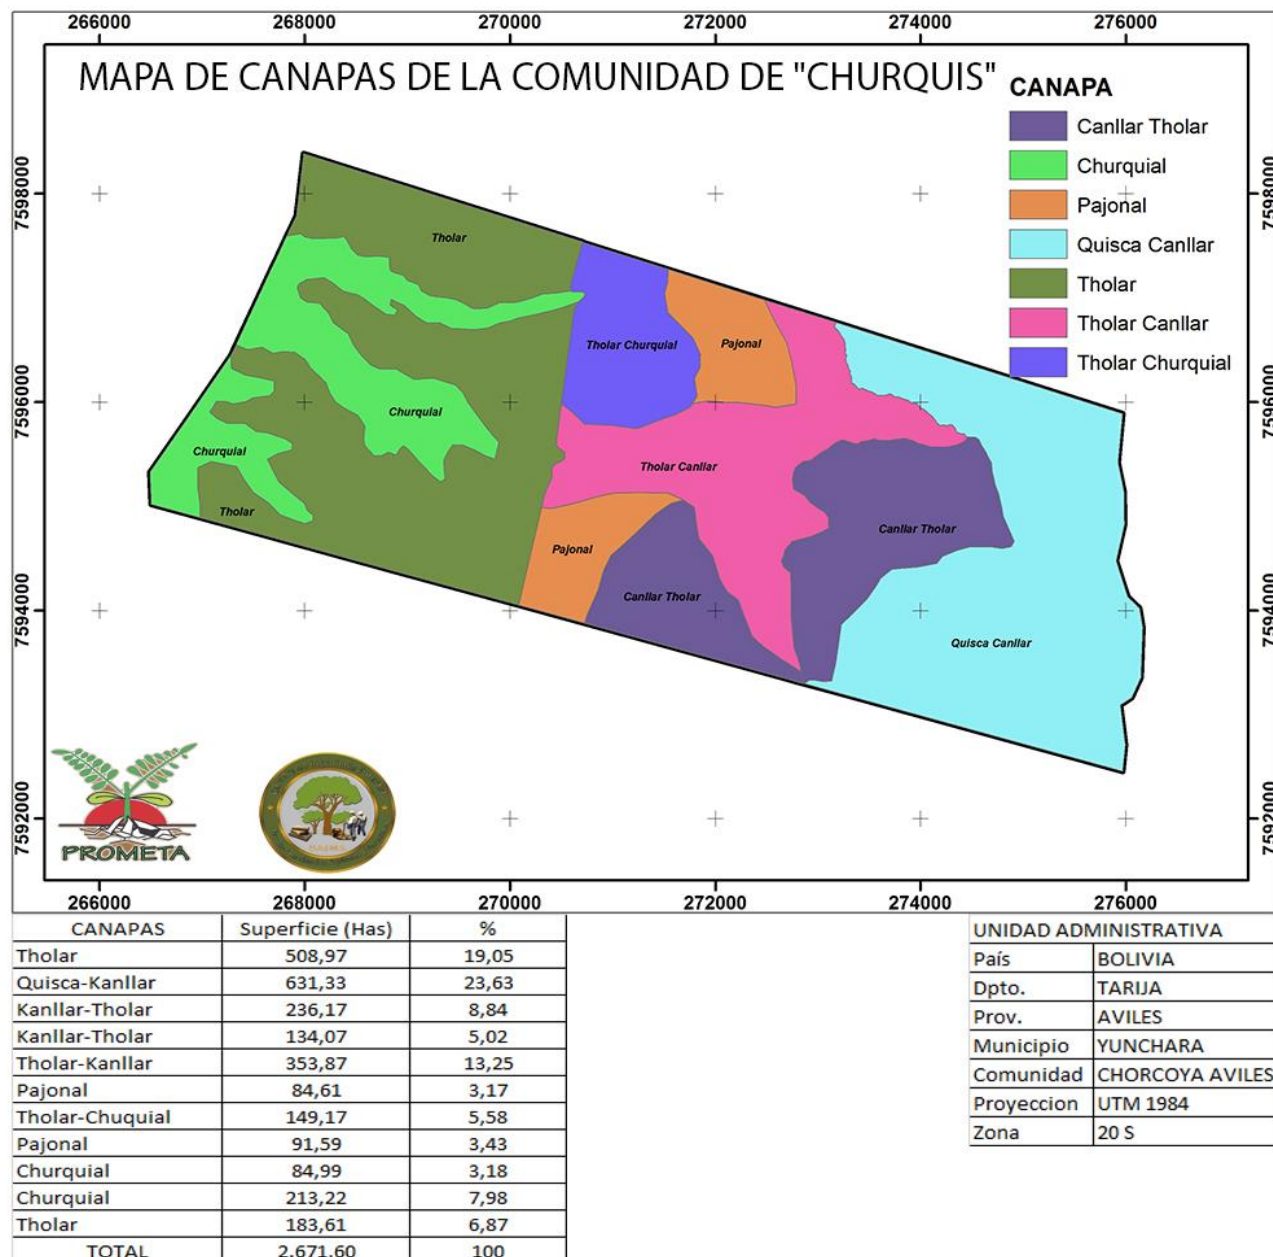 266000 268000 270000 272000 274000 276000
MAPA DE CANAPAS DE LA COMUNIDAD DE "CHURQUIS"
CANAPA
Canllar Tholar
Churquial
Pajonal
Quisca Canllar
Tholar
Tholar Canllar
Tholar Churquial
7598000 7598000
7596000 7596000
7594000 7594000
7592000 7592000
Tholar
Tholar Churquial
Pajonal
Churquial
Churquial
Tholar Canllar
Tholar
Canllar Tholar
Pajonal
Canllar Tholar
Quisca Canllar
PROMETA
266000 268000 270000 272000 274000 276000
CANAPAS Superficie (Has) %
Tholar 508,97 19,05
Quisca-Kanllar 631,33 23,63
Kanllar-Tholar 236,17 8,84
Kanllar-Tholar 134,07 5,02
Tholar-Kanllar 353,87 13,25
Pajonal 84,61 3,17
Tholar-Chuquial 149,17 5,58
Pajonal 91,59 3,43
Churquial 84,99 3,18
Churquial 213,22 7,98
Tholar 183,61 6,87
TOTAL 2.671,60 100
UNIDAD ADMINISTRATIVA
País BOLIVIA
Dpto. TARIJA
Prov. AVILES
Municipio YUNCHARA
Comunidad CHORCOYA AVILES
Proyeccion UTM 1984
Zona 20 S